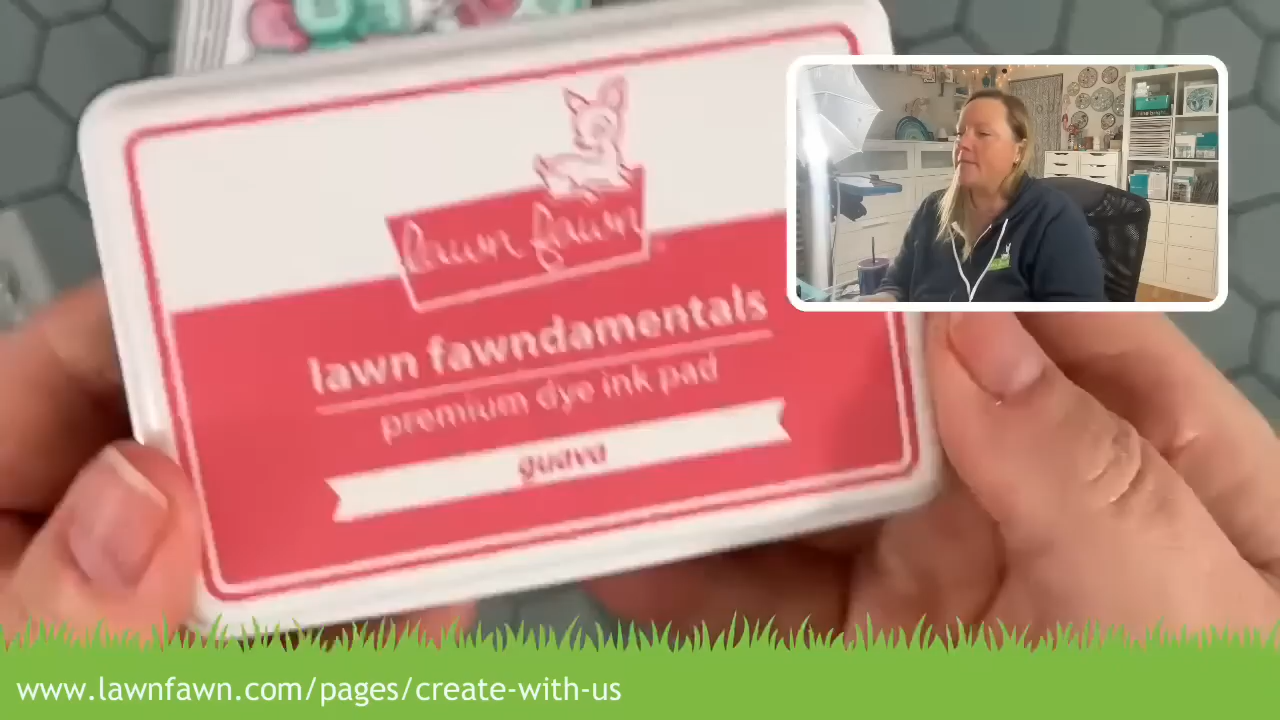 lawn fawn
lawn fawndamentals
premium dye ink pad
guava
www.lawnfawn.com/pages/create-with-us